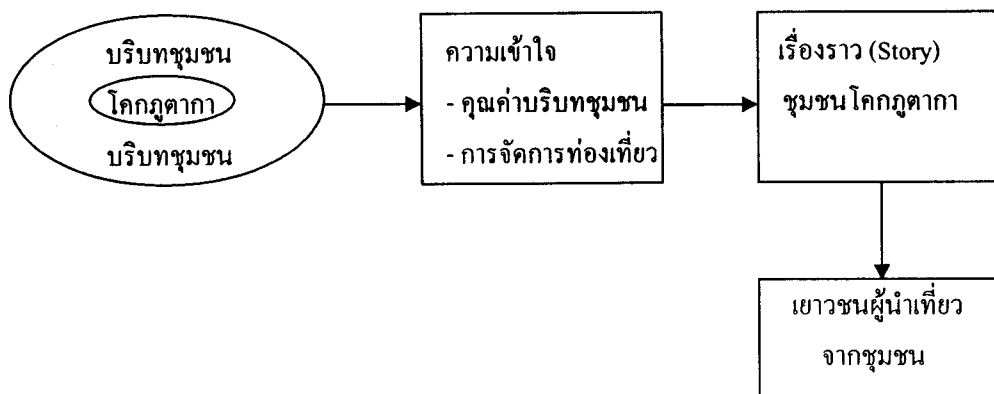 บริบทชุมชน
โคกภูตากา
บริบทชุมชน
ความเข้าใจ
- คุณค่าบริบทชุมชน
- การจัดการท่องเที่ยว
เรื่องราว (Story)
ชุมชนโคกภูตากา
เยาวชนผู้นำเที่ยว
จากชุมชน